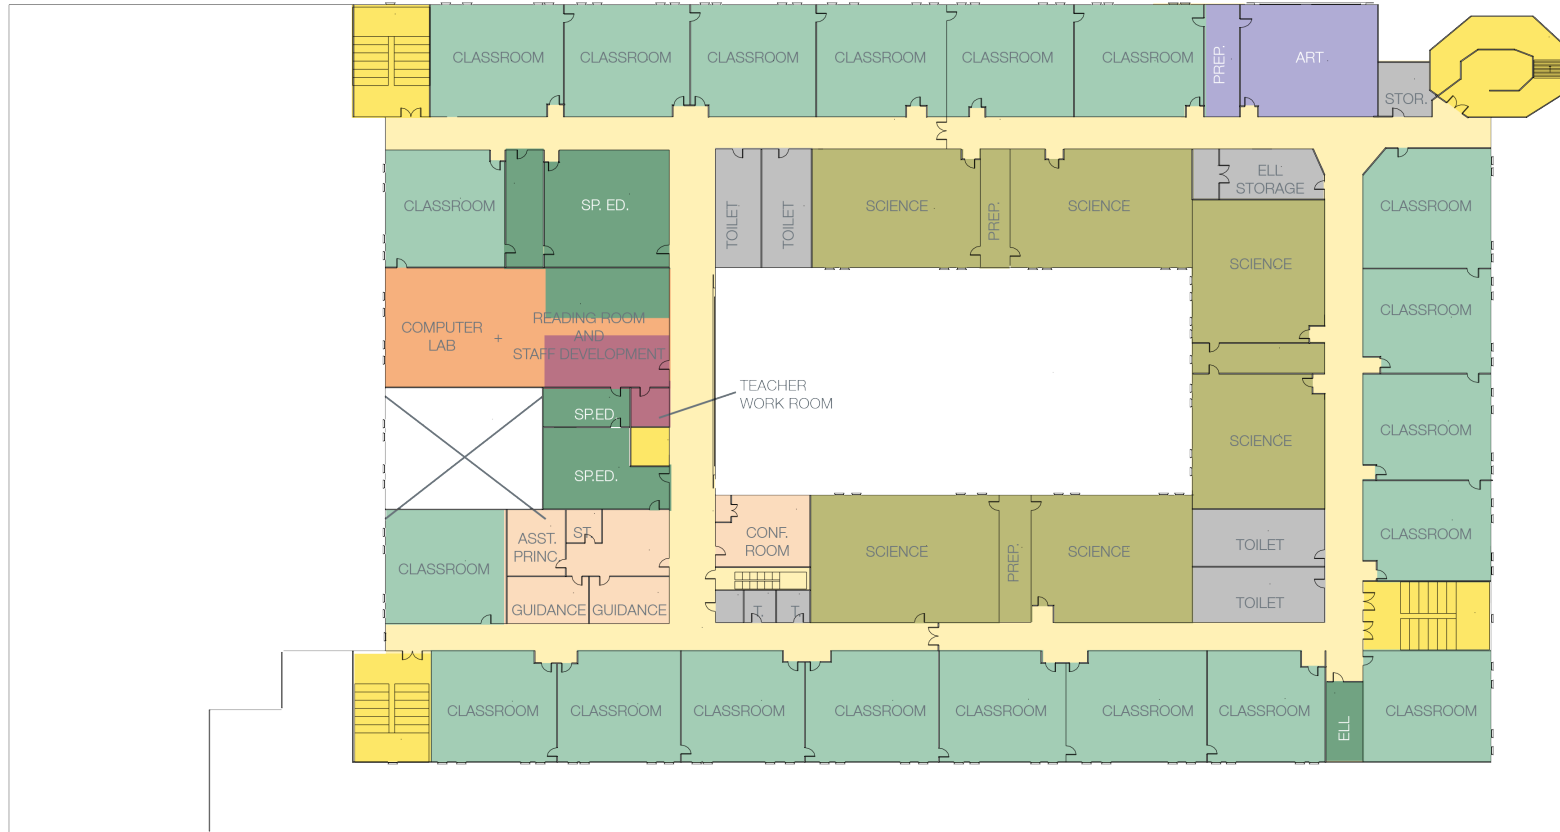 CLASSROOM
CLASSROOM
CLASSROOM
CLASSROOM
CLASSROOM
CLASSROOM
PREP.
ART
STOR.
CLASSROOM
SP. ED.
TOILET
TOILET
SCIENCE
PREP.
SCIENCE
ELL
STORAGE
CLASSROOM
SCIENCE
CLASSROOM
COMPUTER
LAB
+
READING ROOM
AND
STAFF DEVELOPMENT
TEACHER
WORK ROOM
SP.ED.
SP.ED.
SCIENCE
CLASSROOM
CLASSROOM
ASST.
PRINC.
ST.
CONF.
ROOM
SCIENCE
PREP.
SCIENCE
TOILET
CLASSROOM
GUIDANCE
GUIDANCE
T.
T.
TOILET
CLASSROOM
CLASSROOM
CLASSROOM
CLASSROOM
CLASSROOM
CLASSROOM
CLASSROOM
ELL
CLASSROOM